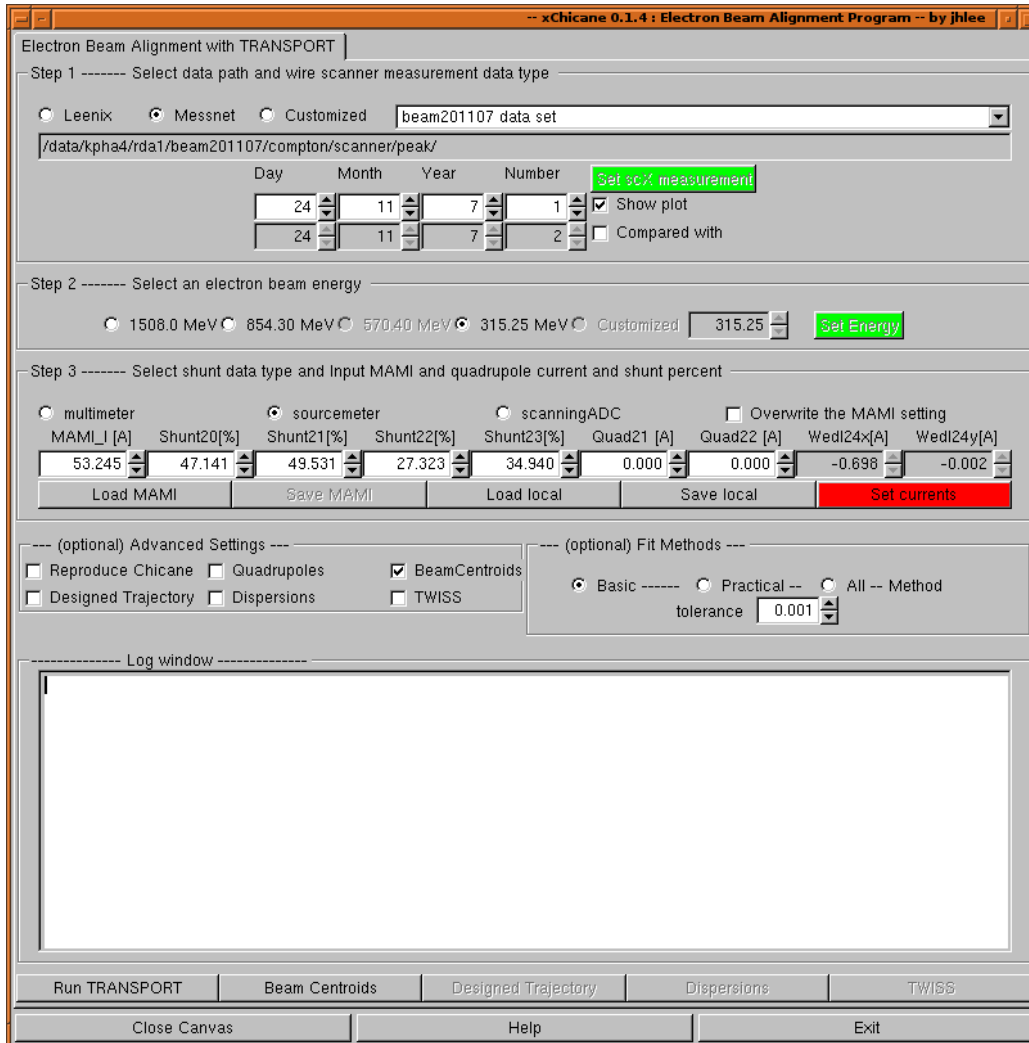 -- xChicane 0.1.4 : Electron Beam Alignment Program -- by jhlee
Electron Beam Alignment with TRANSPORT
Step 1 ------- Select data path and wire scanner measurement data type
Leenix Messnet Customized beam201107 data set
/data/kpha4/rda1/beam201107/compton/scanner/peak/
Day Month Year Number Set scX measurement
24 11 7 1 Show plot
24 11 7 2 Compared with
Step 2 ------- Select an electron beam energy
1508.0 MeV 854.30 MeV 570.40 MeV 315.25 MeV Customized 315.25 Set Energy
Step 3 ------- Select shunt data type and Input MAMI and quadrupole current and shunt percent
multimeter sourcemeter scanningADC Overwrite the MAMI setting
MAMI_I [A] Shunt20[%] Shunt21[%] Shunt22[%] Shunt23[%] Quad21 [A] Quad22 [A] Wedl24x[A] Wedl24y[A]
53.245 47.141 49.531 27.323 34.940 0.000 0.000 -0.698 -0.002
Load MAMI Save MAMI Load local Save local Set currents
--- (optional) Advanced Settings --- --- (optional) Fit Methods ---
Reproduce Chicane Quadrupoles BeamCentroids Basic ------ Practical -- All -- Method
Designed Trajectory Dispersions TWISS tolerance 0.001
-------------- Log window --------------
Run TRANSPORT Beam Centroids Designed Trajectory Dispersions TWISS
Close Canvas Help Exit